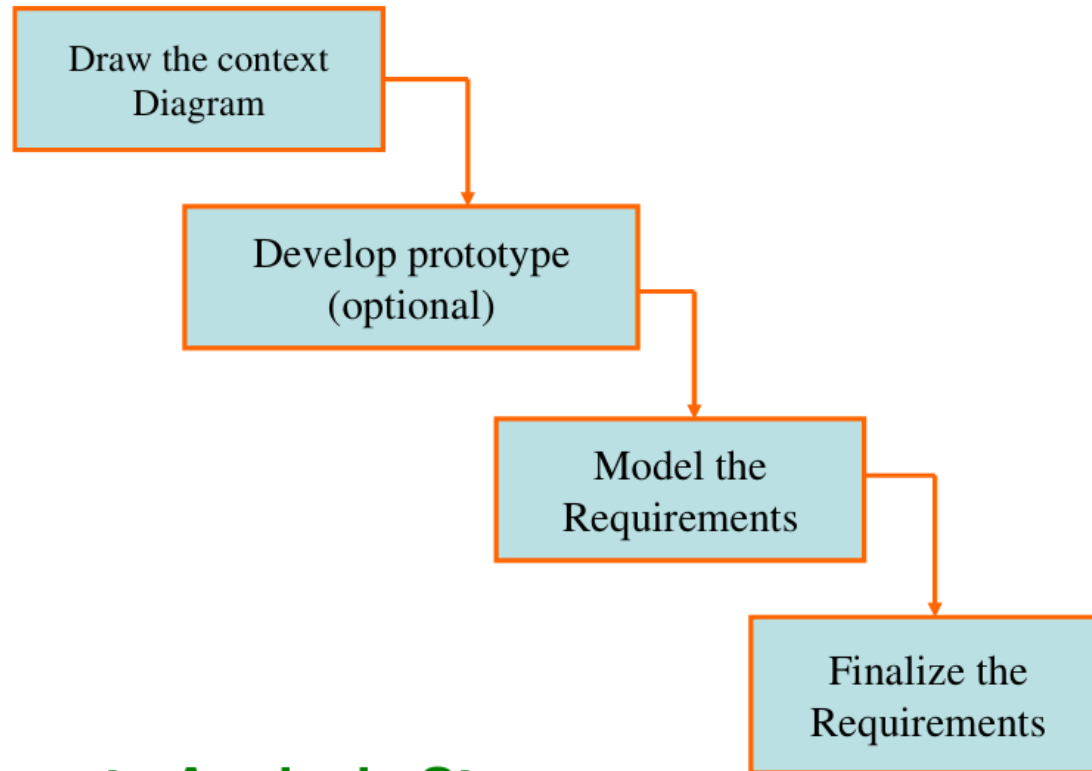 Draw the context
Diagram
Develop prototype
(optional)
Model the
Requirements
Finalize the
Requirements